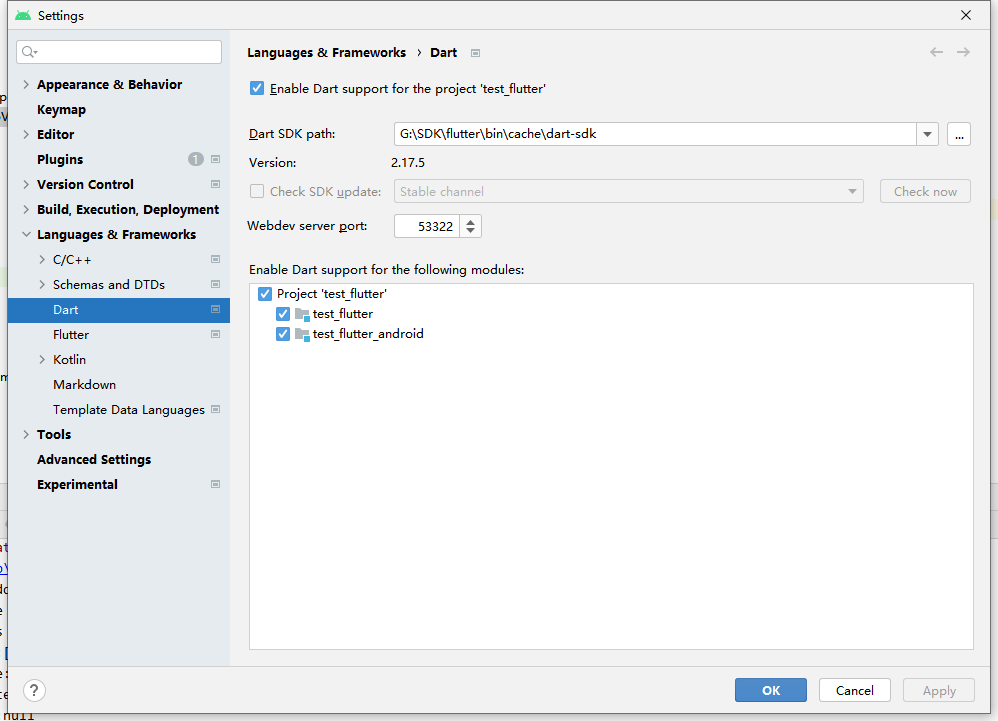 Settings
Languages & Frameworks › Dart
Appearance & Behavior
Keymap
Editor
Plugins 1
Version Control
Build, Execution, Deployment
Languages & Frameworks
C/C++
Schemas and DTDs
Dart
Flutter
Kotlin
Markdown
Template Data Languages
Tools
Advanced Settings
Experimental
Enable Dart support for the project 'test_flutter'
Dart SDK path: G:\SDK\flutter\bin\cache\dart-sdk ...
Version: 2.17.5
Check SDK update: Stable channel Check now
Webdev server port: 53322
Enable Dart support for the following modules:
Project 'test_flutter'
test_flutter
test_flutter_android
? OK Cancel Apply
null